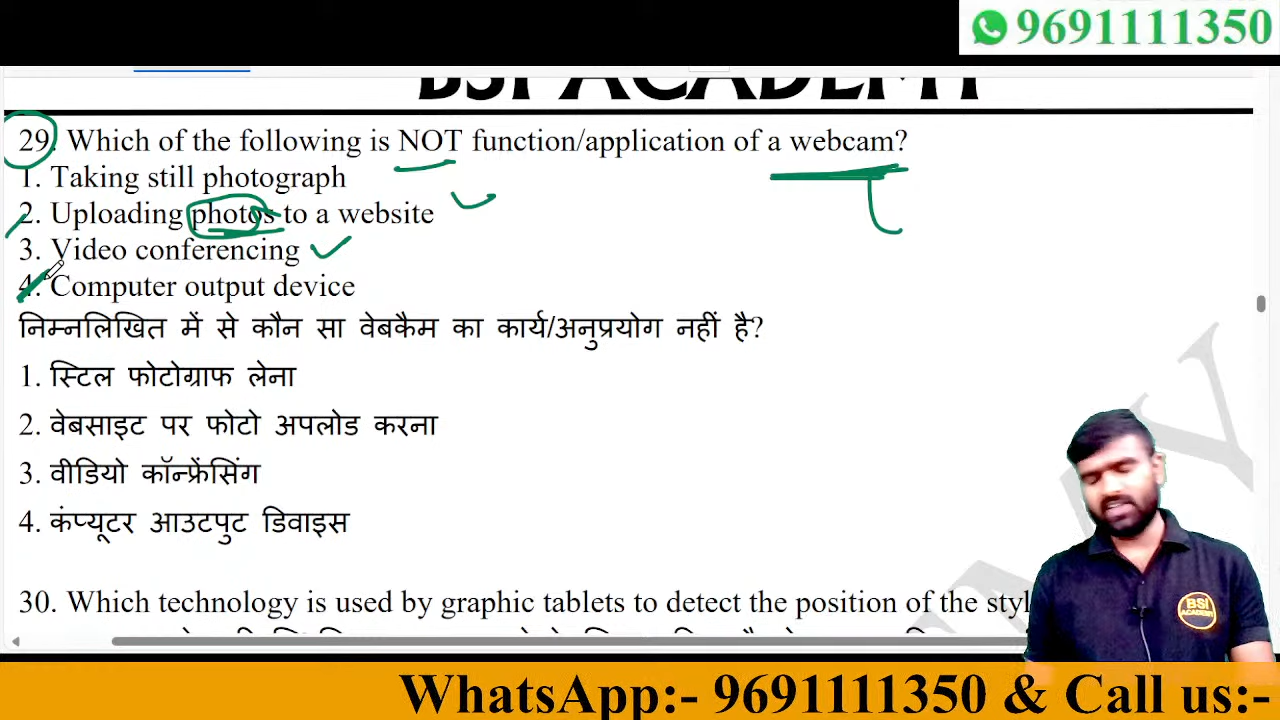 9691111350
BSI ACADEMY
29. Which of the following is NOT function/application of a webcam?
1. Taking still photograph
2. Uploading photos to a website
3. Video conferencing
4. Computer output device
निम्नलिखित में से कौन सा वेबकैम का कार्य/अनुप्रयोग नहीं है?
1. स्टिल फोटोग्राफ लेना
2. वेबसाइट पर फोटो अपलोड करना
3. वीडियो कॉन्फ्रेंसिंग
4. कंप्यूटर आउटपुट डिवाइस
30. Which technology is used by graphic tablets to detect the position of the
BSI
ACADEMY
WhatsApp:- 9691111350 & Call us:-